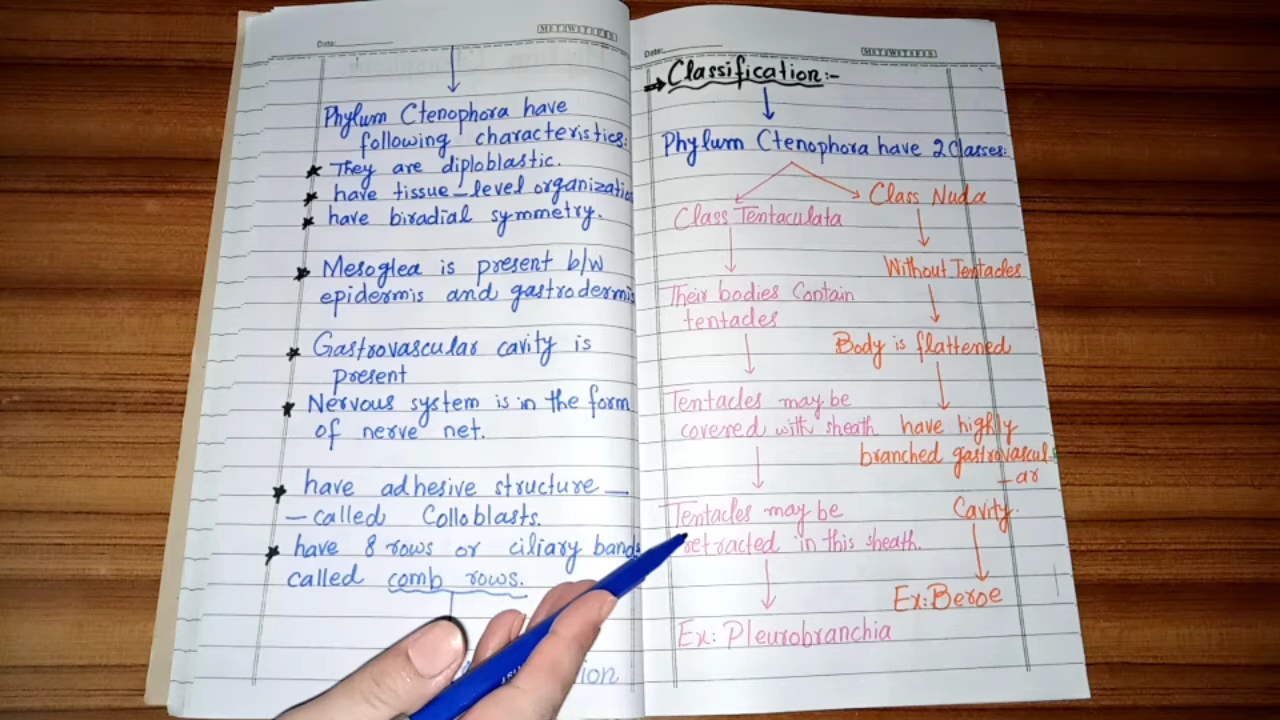 Date:
M T W T F S
Phylum Ctenophora have
following characteristics:
They are diploblastic.
have tissue-level organization
have biradial symmetry.
Mesoglea is present b/w
epidermis and gastrodermis
Gastrovascular cavity is
present
Nervous system is in the form
of nerve net.
have adhesive structure —
— called Colloblasts.
have 8 rows or ciliary bands
called comb rows.
ion
Date:
M T W T F S
Classification:-
Phylum Ctenophora have 2 Classes:
Class Tentaculata
Their bodies Contain
tentacles
Tentacles may be
covered with sheath
Tentacles may be
retracted in this sheath.
Ex: Pleurobranchia
Class Nuda
Without Tentacles
Body is flattened
have highly
branched gastrovascul-
-ar
Cavity.
Ex: Beroe